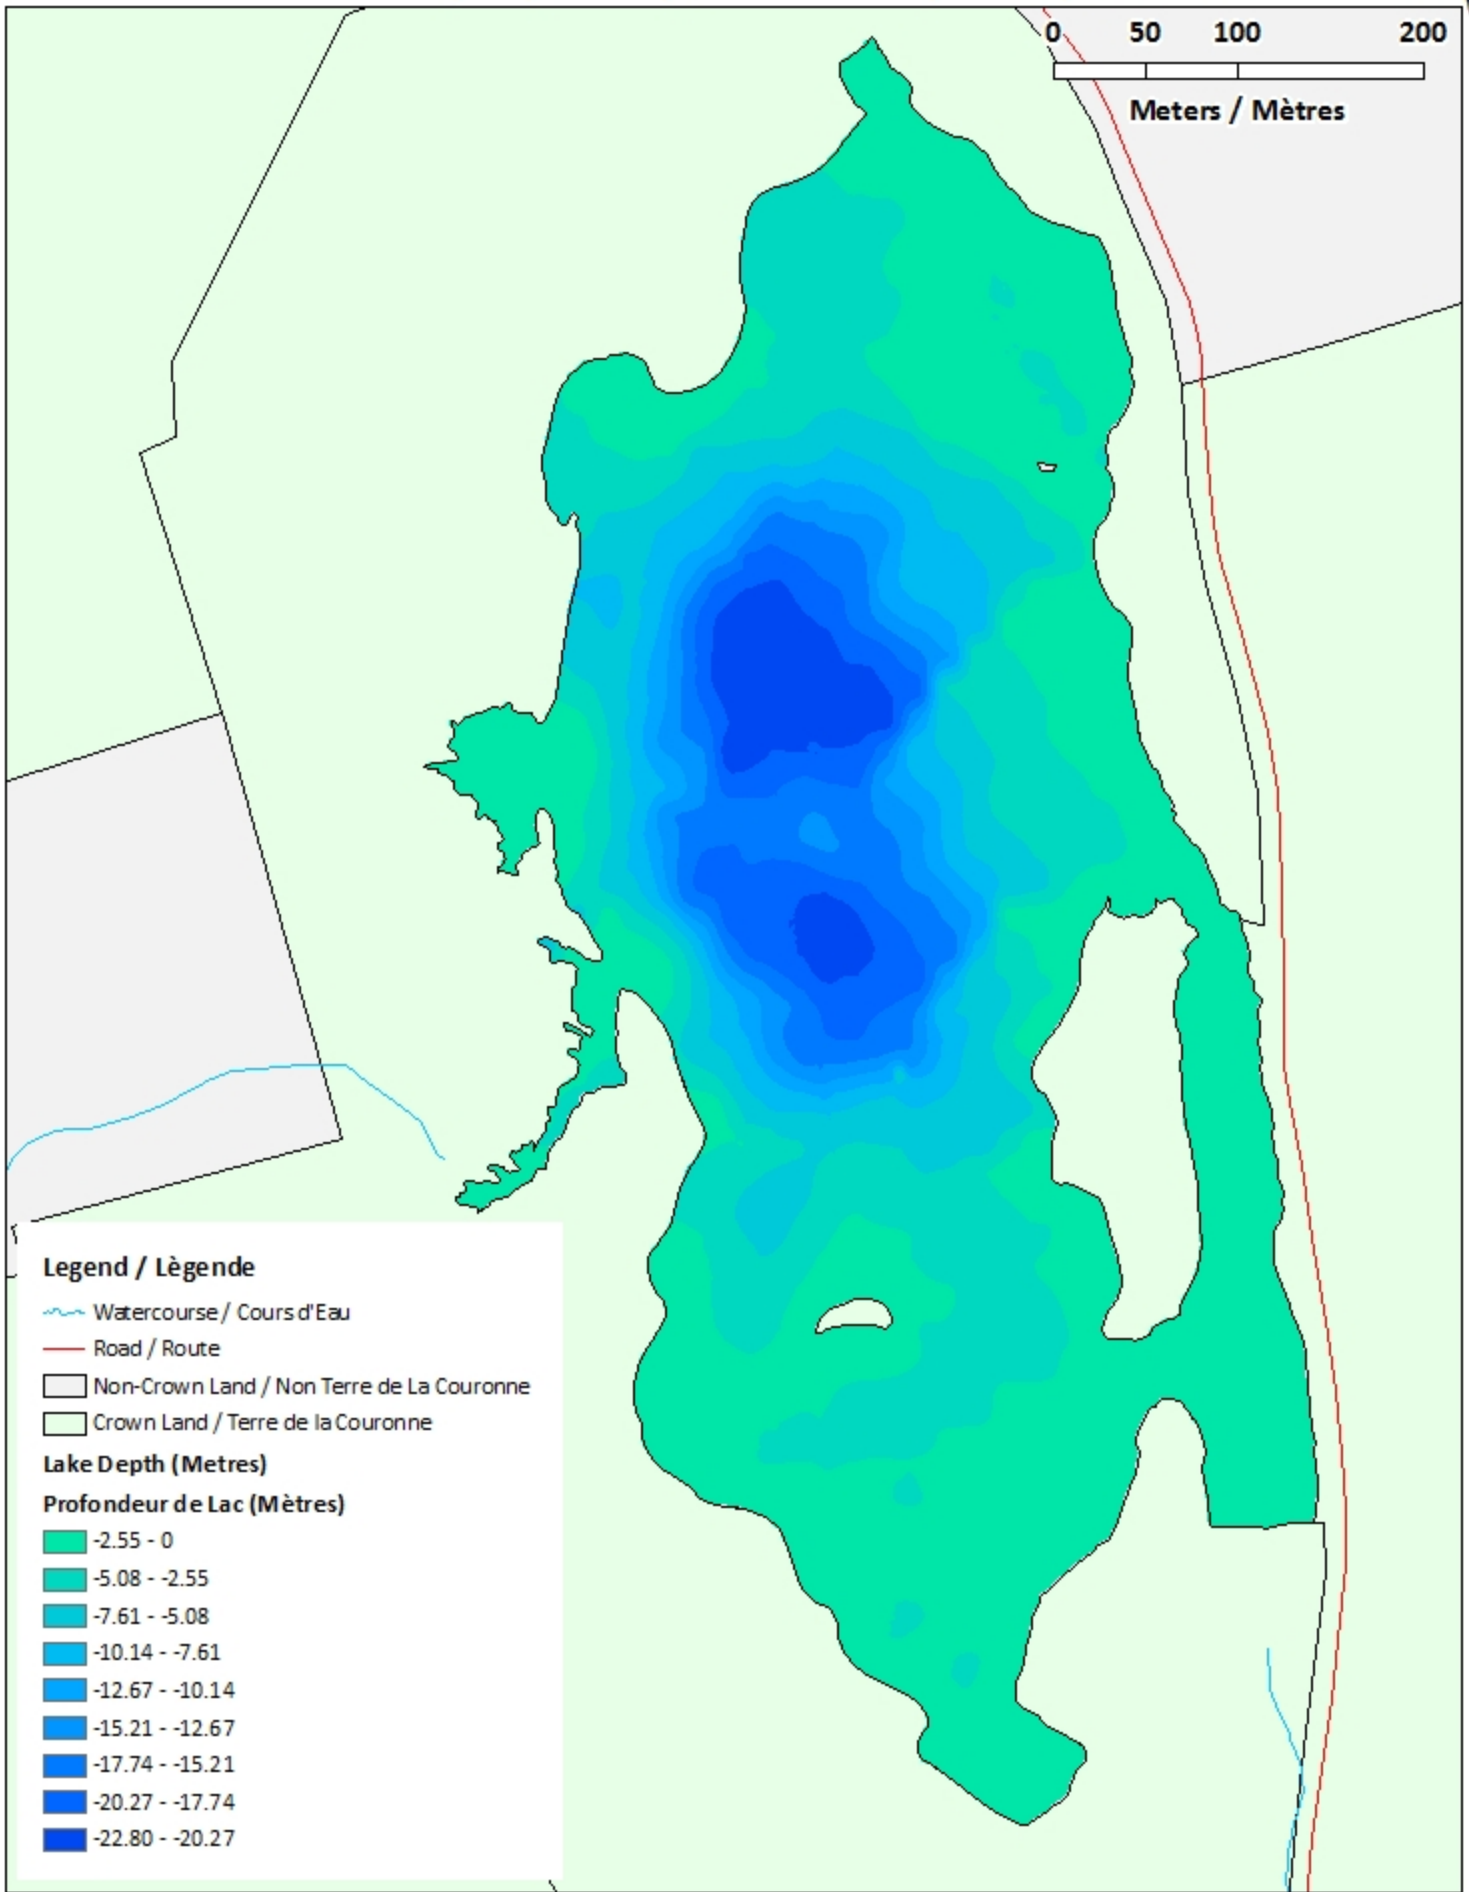 0 50 100 200
Meters / Mètres
Legend / Lègende
Watercourse / Cours d'Eau
Road / Route
Non-Crown Land / Non Terre de La Couronne
Crown Land / Terre de la Couronne
Lake Depth (Metres)
Profondeur de Lac (Mètres)
-2.55 - 0
-5.08 - -2.55
-7.61 - -5.08
-10.14 - -7.61
-12.67 - -10.14
-15.21 - -12.67
-17.74 - -15.21
-20.27 - -17.74
-22.80 - -20.27